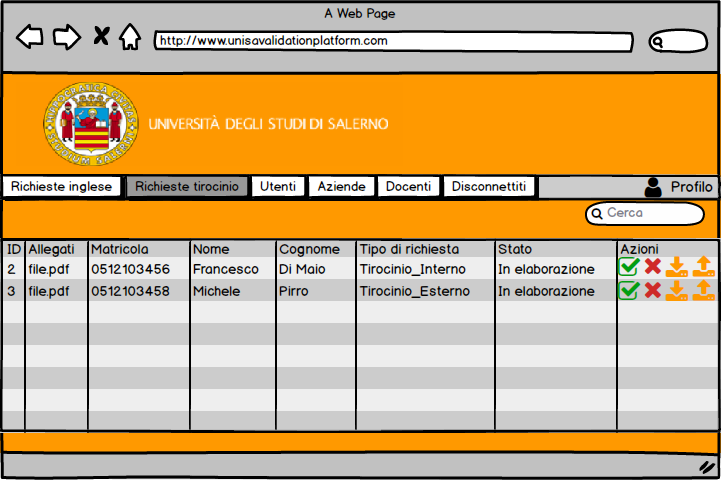 A Web Page
http://www.unisavalidationplatform.com
UNIVERSITÀ DEGLI STUDI DI SALERNO
Richieste inglese Richieste tirocinio Utenti Aziende Docenti Disconnettiti Profilo
Cerca
ID Allegati Matricola Nome Cognome Tipo di richiesta Stato Azioni
2 file.pdf 0512103456 Francesco Di Maio Tirocinio_Interno In elaborazione
3 file.pdf 0512103458 Michele Pirro Tirocinio_Esterno In elaborazione